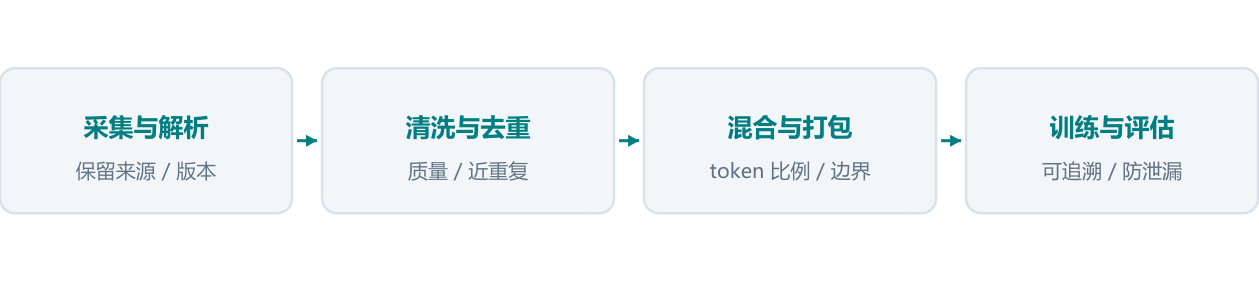 采集与解析
保留来源 / 版本
清洗与去重
质量 / 近重复
混合与打包
token 比例 / 边界
训练与评估
可追溯 / 防泄漏